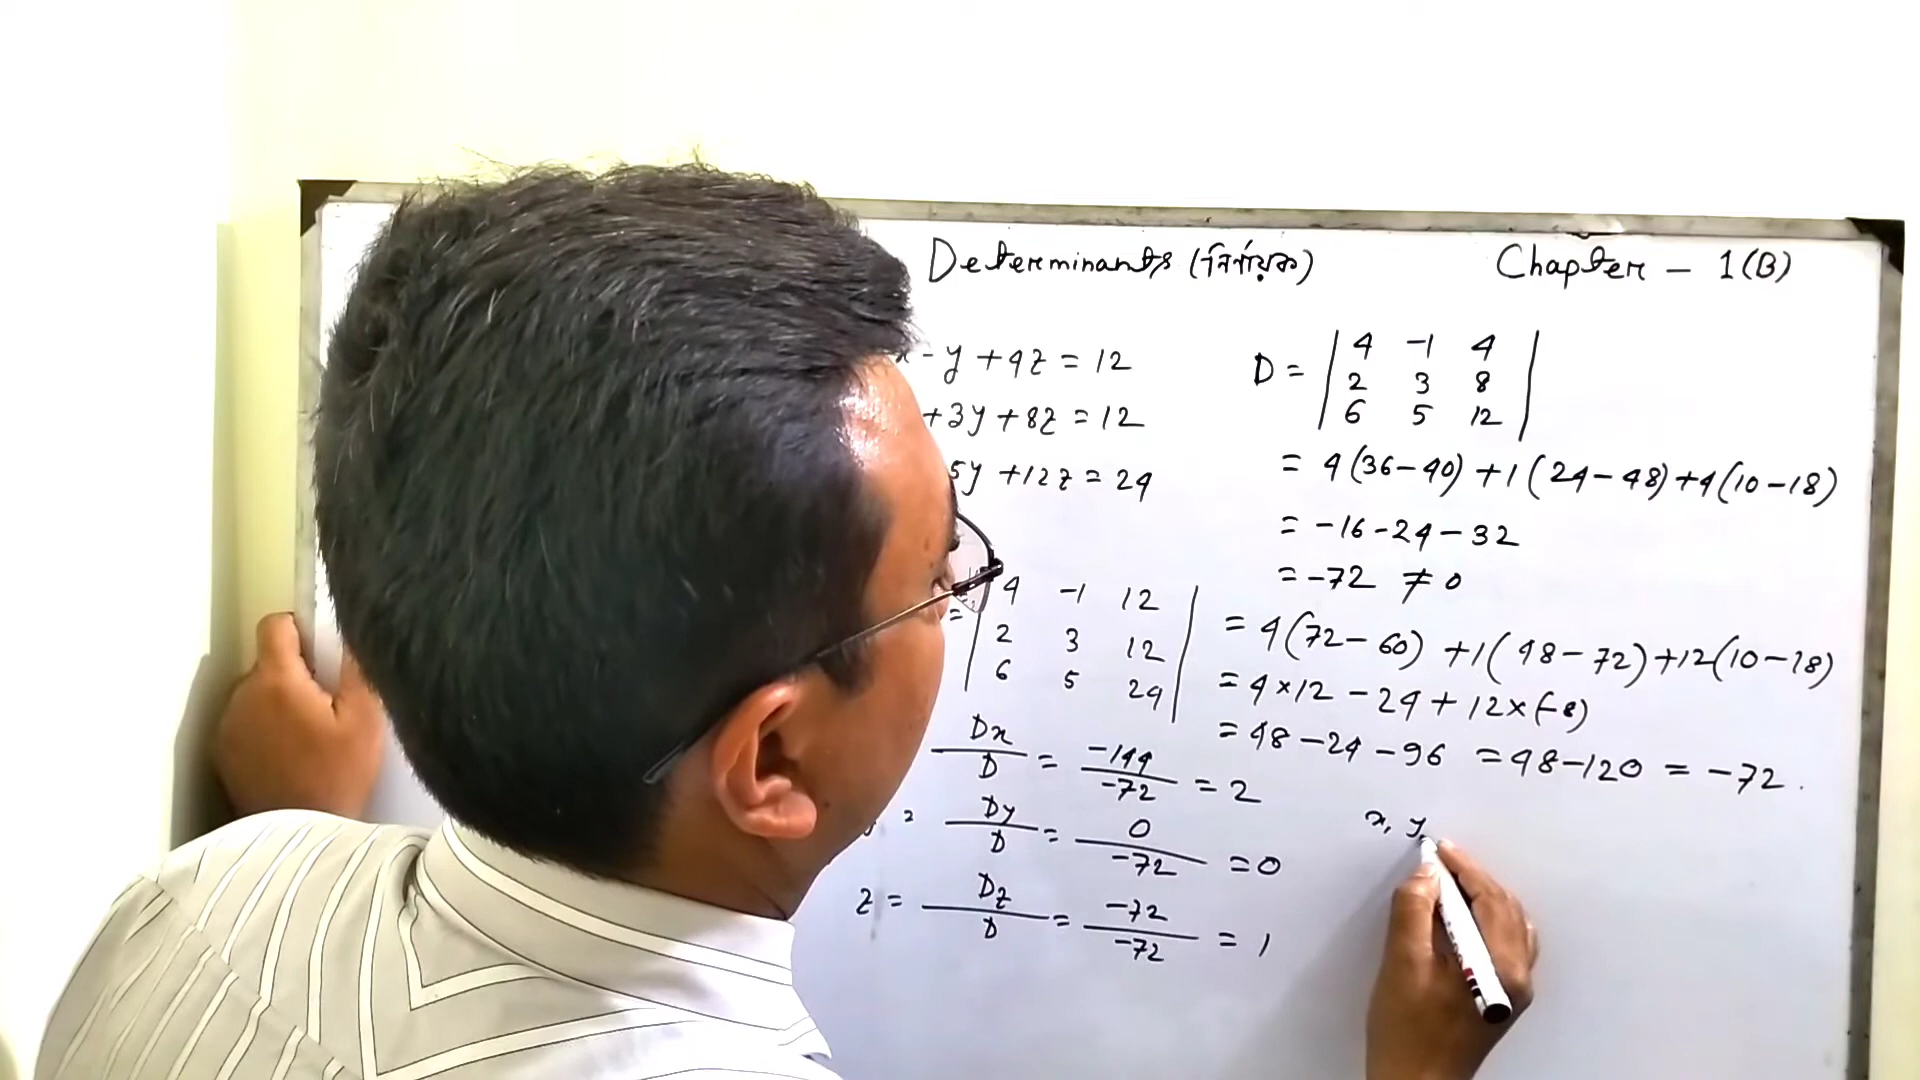 Determinants (নির্ণায়ক) Chapter - 1(B)
x - y + 4z = 12
+ 3y + 8z = 12
5y + 12z = 24
D = | 4 -1 4 |
| 2 3 8 |
| 6 5 12 |
= 4(36-40) + 1(24-48) + 4(10-18)
= -16-24-32
= -72 ≠ 0
= | 4 -1 12 |
| 2 3 12 |
| 6 5 24 |
= 4(72-60) + 1(48-72) + 12(10-18)
= 4×12 - 24 + 12×(-8)
= 48 - 24 - 96 = 48-120 = -72.
Dx/D = -144/-72 = 2
= Dy/D = 0/-72 = 0
z = Dz/D = -72/-72 = 1
x, y,